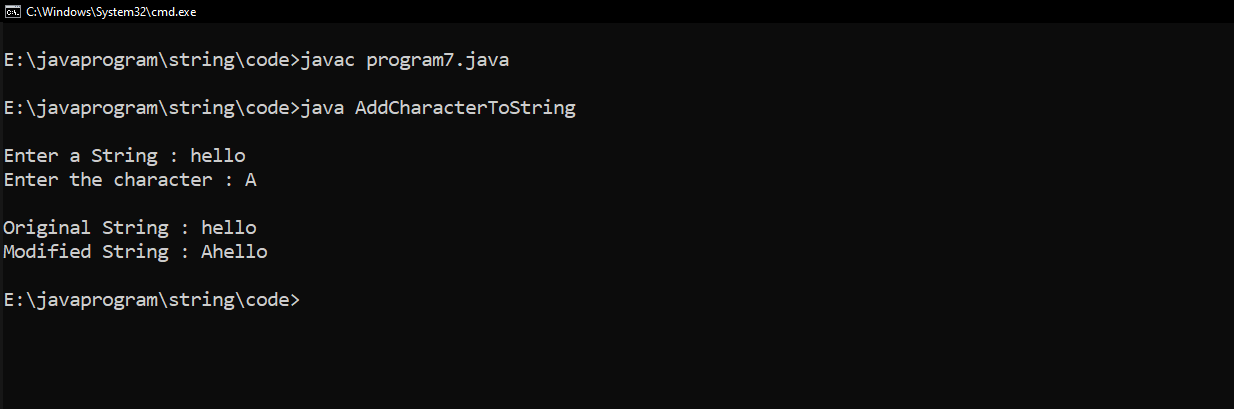 C:\Windows\System32\cmd.exe
E:\javaprogram\string\code>javac program7.java
E:\javaprogram\string\code>java AddCharacterToString
Enter a String : hello
Enter the character : A
Original String : hello
Modified String : Ahello
E:\javaprogram\string\code>